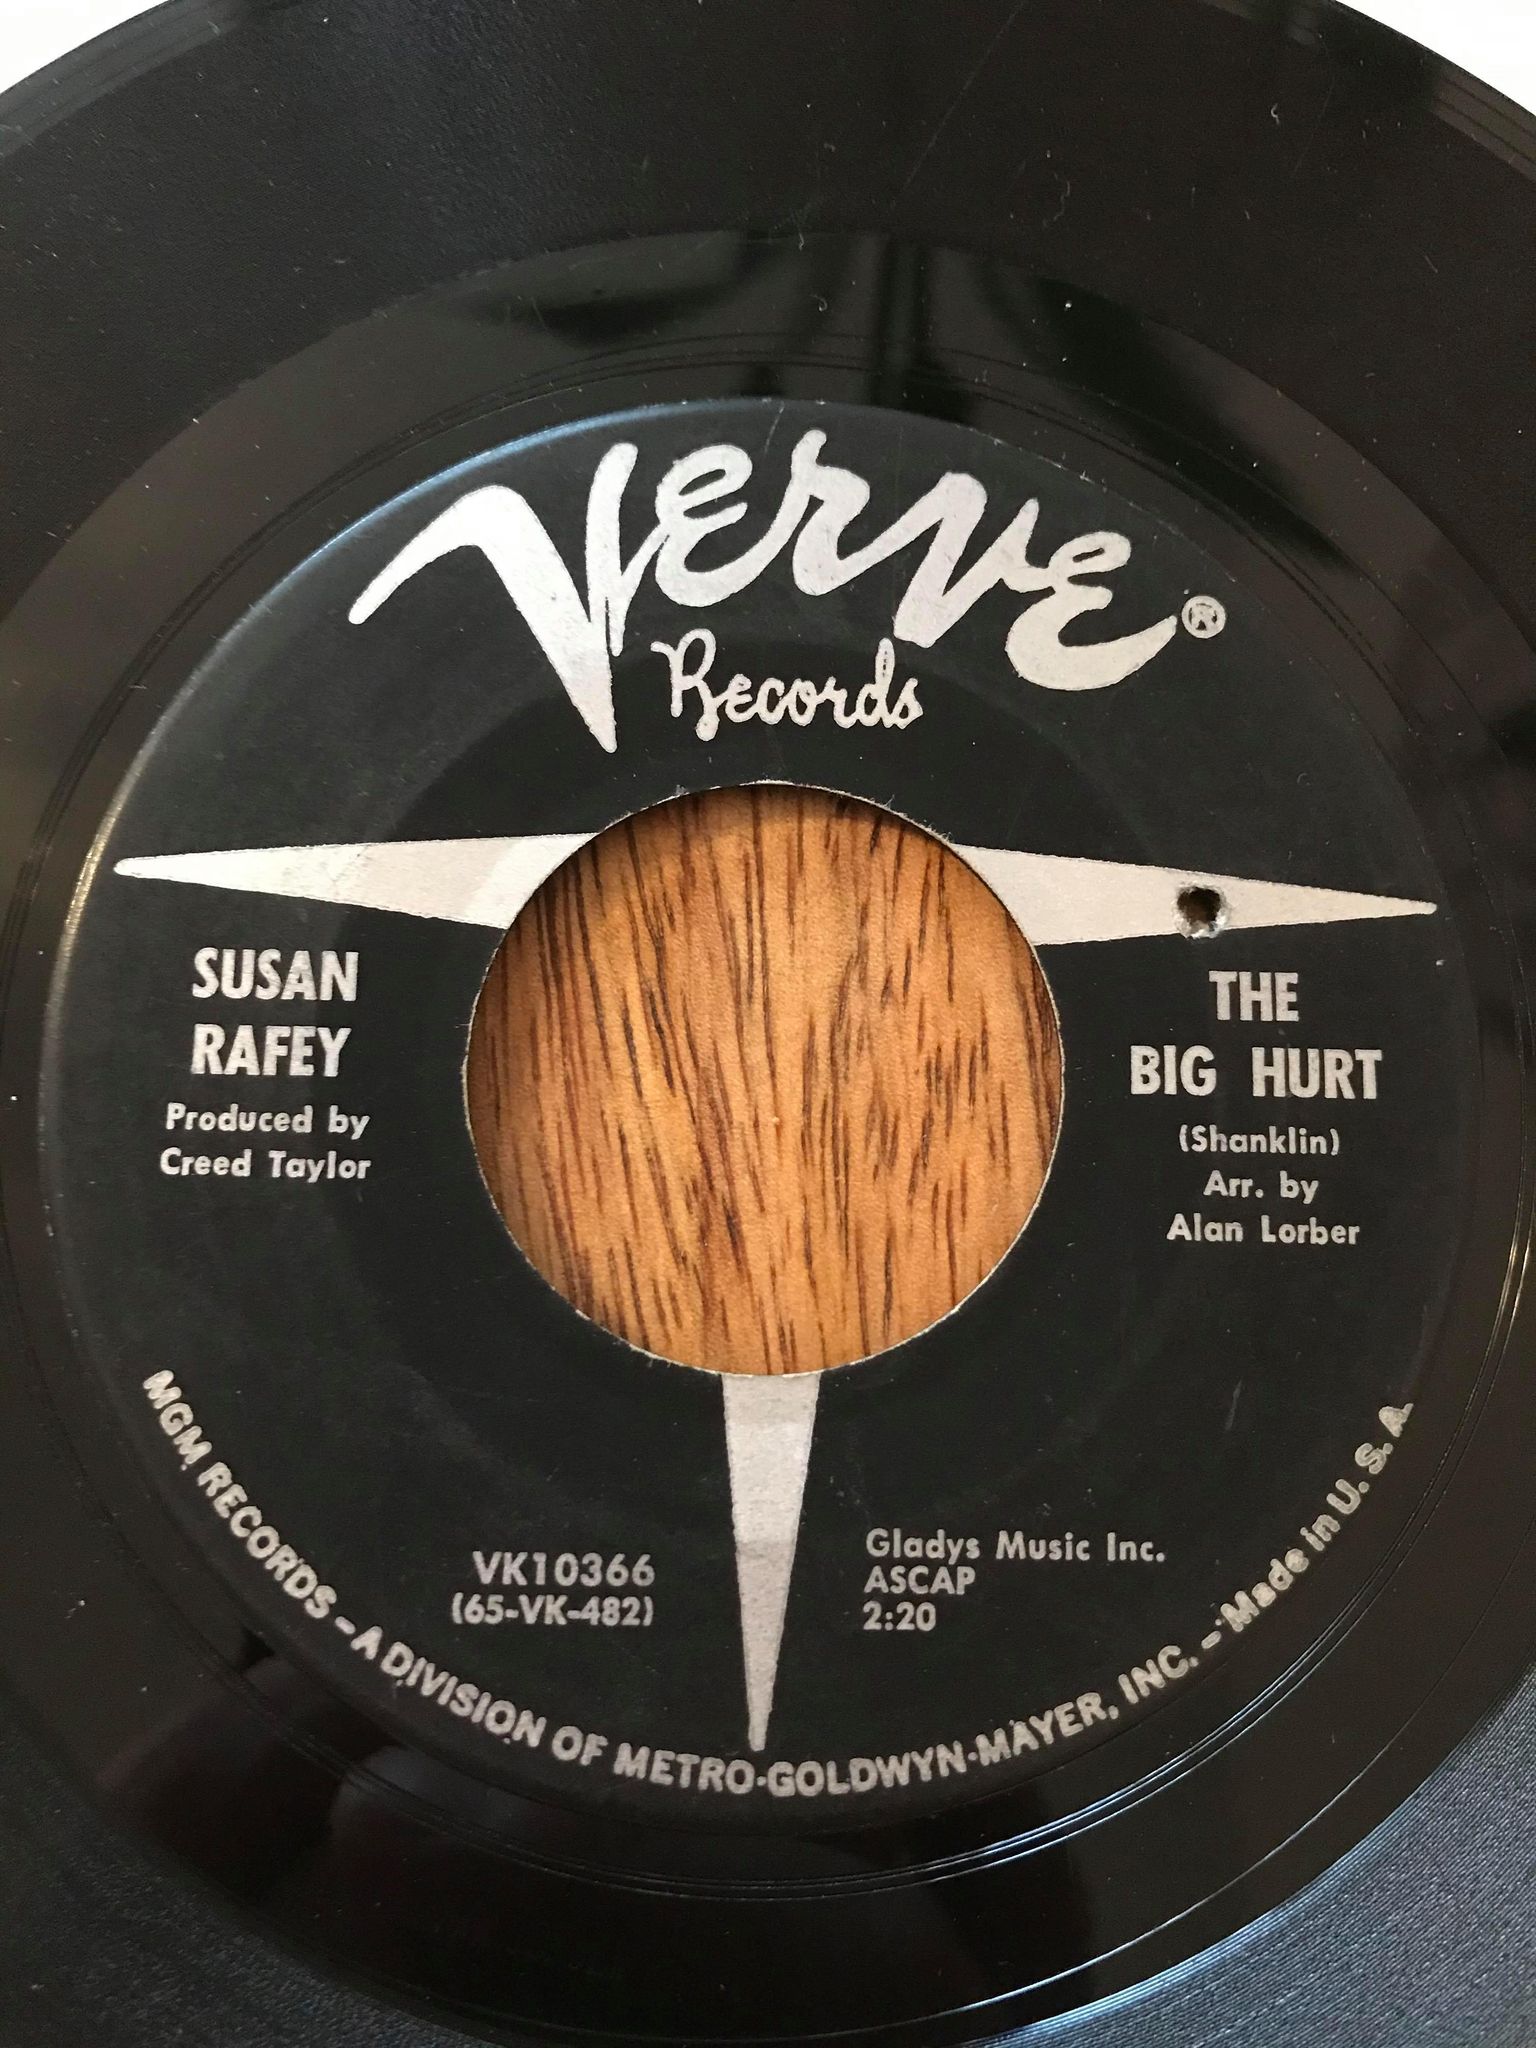 Verve®
Records
SUSAN
RAFEY
Produced by
Creed Taylor
THE
BIG HURT
(Shanklin)
Arr. by
Alan Lorber
VK10366
(65-VK-482)
Gladys Music Inc.
ASCAP
2:20
MGM RECORDS - A DIVISION OF METRO-GOLDWYN-MAYER, INC. - Made in U. S. A.